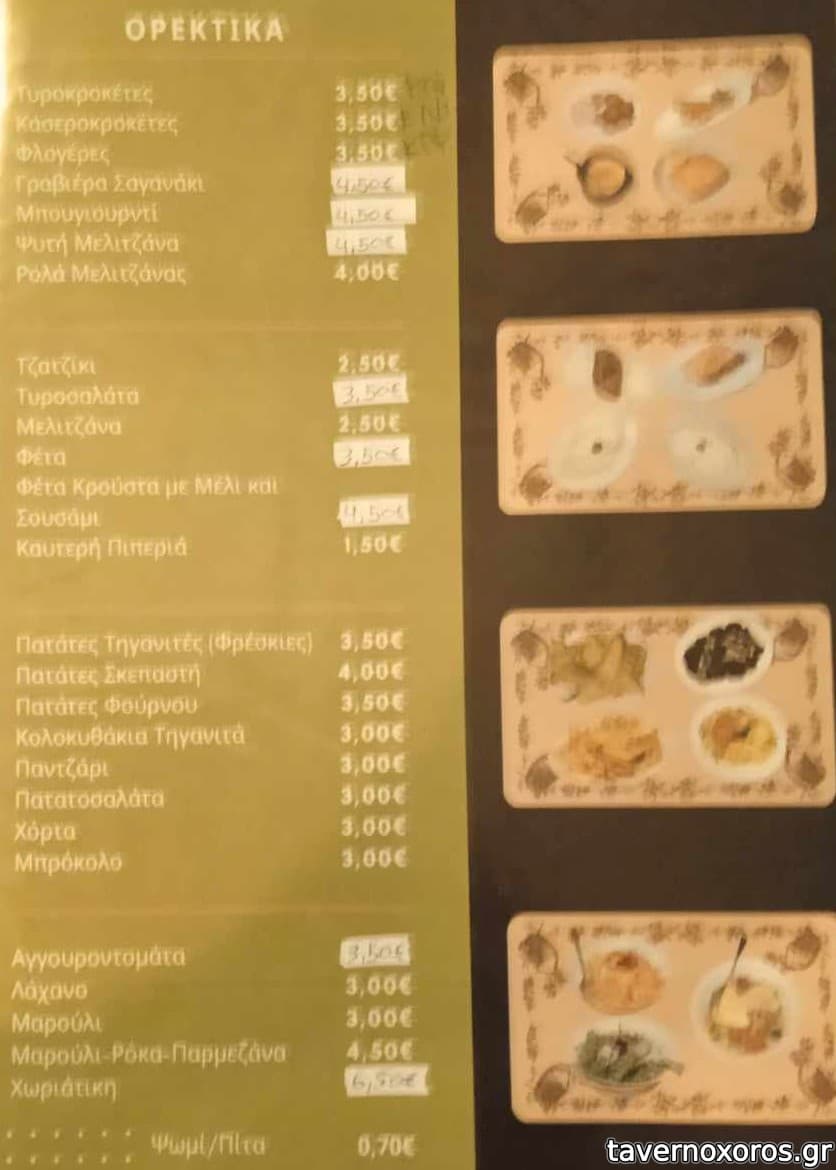 ΟΡΕΚΤΙΚΑ
Τυροκροκέτες 3,50€
Κασεροκροκέτες 3,50€
Φλογέρες 3,50€
Γραβιέρα Σαγανάκι 4,50€
Μπουγιουρντί 4,50€
Ψυτή Μελιτζάνα 4,50€
Ρολά Μελιτζάνας 4,00€
Τζατζίκι 2,50€
Τυροσαλάτα 3,50€
Μελιτζάνα 2,50€
Φέτα 3,50€
Φέτα Κρούστα με Μέλι και
Σουσάμι 4,50€
Καυτερή Πιπεριά 1,50€
Πατάτες Τηγανιτές (Φρέσκιες) 3,50€
Πατάτες Σκεπαστή 4,00€
Πατάτες Φούρνου 3,50€
Κολοκυθάκια Τηγανιτά 3,00€
Παντζάρι 3,00€
Πατατοσαλάτα 3,00€
Χόρτα 3,00€
Μπρόκολο 3,00€
Αγγουροντομάτα 3,50€
Λάχανο 3,00€
Μαρούλι 3,00€
Μαρούλι-Ρόκα-Παρμεζάνα 4,50€
Χωριάτικη 6,50€
Ψωμί/Πίτα 0,70€
tavernoxoros.gr